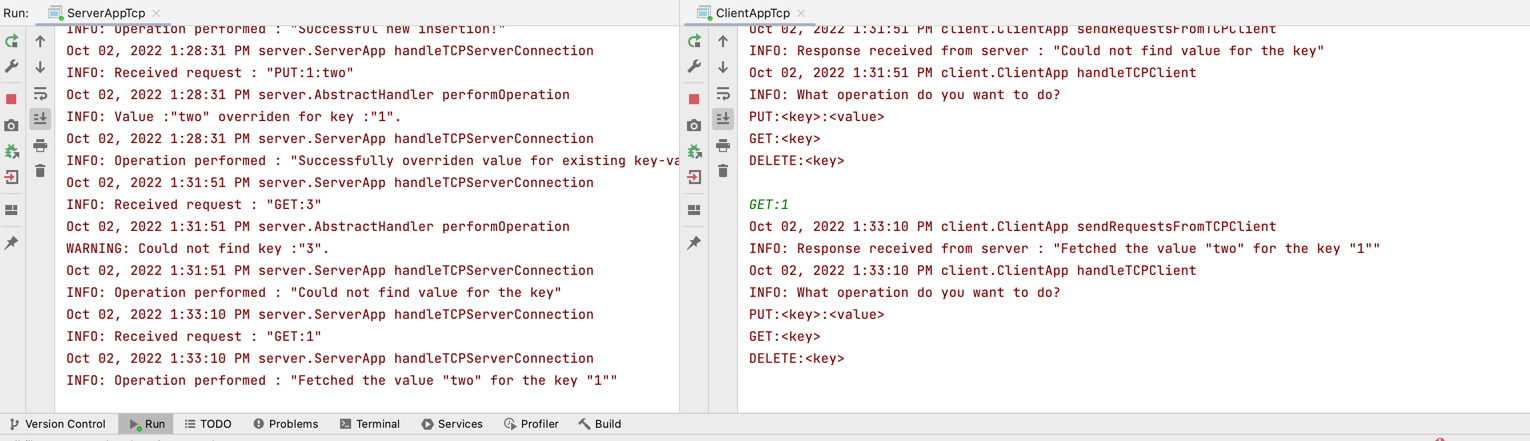 Run:
ServerAppTcp
INFO: Operation performed : "Successful new insertion!"
Oct 02, 2022 1:28:31 PM server.ServerApp handleTCPServerConnection
INFO: Received request : "PUT:1:two"
Oct 02, 2022 1:28:31 PM server.AbstractHandler performOperation
INFO: Value :"two" overriden for key :"1".
Oct 02, 2022 1:28:31 PM server.ServerApp handleTCPServerConnection
INFO: Operation performed : "Successfully overriden value for existing key-va
Oct 02, 2022 1:31:51 PM server.ServerApp handleTCPServerConnection
INFO: Received request : "GET:3"
Oct 02, 2022 1:31:51 PM server.AbstractHandler performOperation
WARNING: Could not find key :"3".
Oct 02, 2022 1:31:51 PM server.ServerApp handleTCPServerConnection
INFO: Operation performed : "Could not find value for the key"
Oct 02, 2022 1:33:10 PM server.ServerApp handleTCPServerConnection
INFO: Received request : "GET:1"
Oct 02, 2022 1:33:10 PM server.ServerApp handleTCPServerConnection
INFO: Operation performed : "Fetched the value "two" for the key "1""
ClientAppTcp
Oct 02, 2022 1:31:51 PM client.ClientApp sendRequestsFromTCPClient
INFO: Response received from server : "Could not find value for the key"
Oct 02, 2022 1:31:51 PM client.ClientApp handleTCPClient
INFO: What operation do you want to do?
PUT:<key>:<value>
GET:<key>
DELETE:<key>
GET:1
Oct 02, 2022 1:33:10 PM client.ClientApp sendRequestsFromTCPClient
INFO: Response received from server : "Fetched the value "two" for the key "1""
Oct 02, 2022 1:33:10 PM client.ClientApp handleTCPClient
INFO: What operation do you want to do?
PUT:<key>:<value>
GET:<key>
DELETE:<key>
Version Control
Run
TODO
Problems
Terminal
Services
Profiler
Build